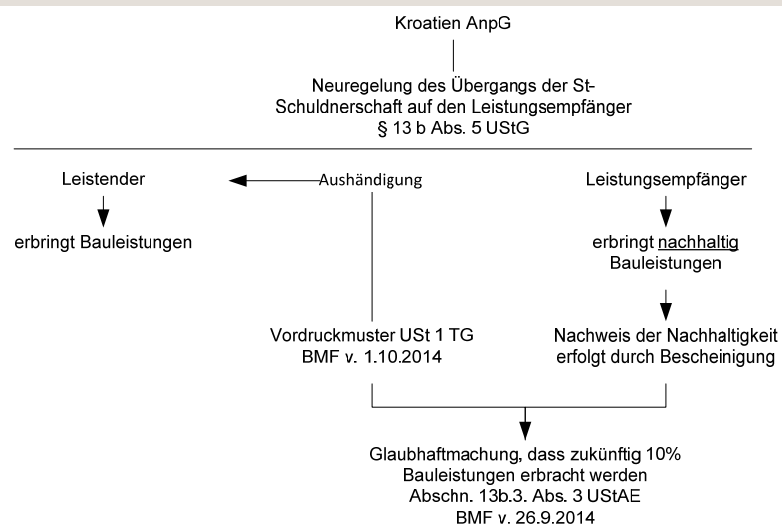 Kroatien AnpG
Neuregelung des Übergangs der St-
Schuldnerschaft auf den Leistungsempfänger
§ 13 b Abs. 5 UStG
Leistender
Aushändigung
Leistungsempfänger
erbringt Bauleistungen
erbringt nachhaltig
Bauleistungen
Vordruckmuster USt 1 TG
BMF v. 1.10.2014
Nachweis der Nachhaltigkeit
erfolgt durch Bescheinigung
Glaubhaftmachung, dass zukünftig 10%
Bauleistungen erbracht werden
Abschn. 13b.3. Abs. 3 UStAE
BMF v. 26.9.2014